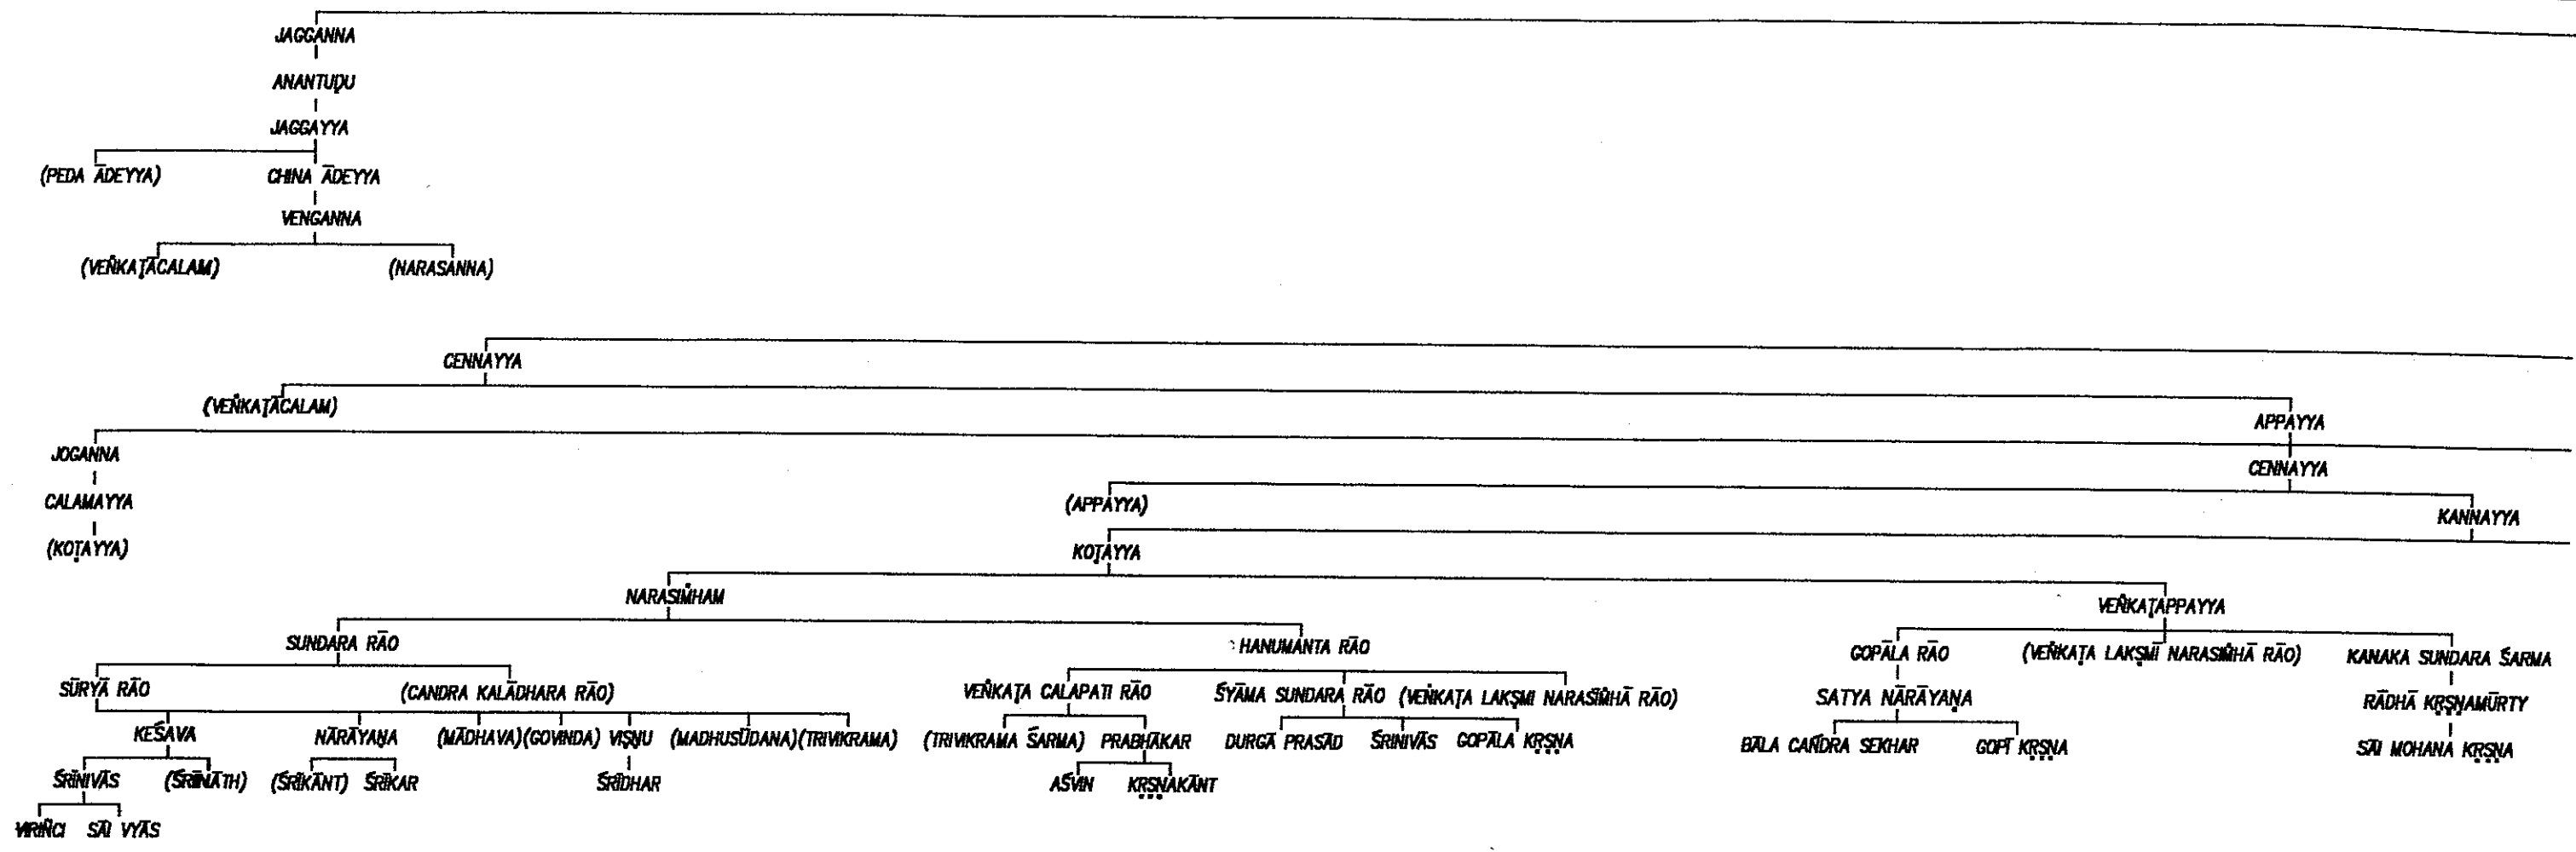 JAGGANNA
ANANTUḌU
JAGGAYYA
(PEDA ĀDEYYA) CHINA ĀDEYYA
VENGANNA
(VEṄKAṬĀCALAM) (NARASANNA)
CENNAYYA
(VEṄKAṬĀCALAM) APPAYYA
JOGANNA CENNAYYA
CALAMAYYA (APPAYYA) KANNAYYA
(KOṬAYYA) KOṬAYYA
NARASIṀHAM VEṄKAṬAPPAYYA
SUNDARA RĀO HANUMANTA RĀO GOPĀLA RĀO (VEṄKAṬA LAKṢMĪ NARASIṀHĀ RĀO) KANAKA SUNDARA ŚARMA
SŪRYĀ RĀO (CANDRA KALĀDHARA RĀO) VEṄKAṬA CALAPATI RĀO ŚYĀMA SUNDARA RĀO (VEṄKAṬA LAKṢMI NARASIṀHĀ RĀO) SATYA NĀRĀYAṆA RĀDHĀ KṚṢṆAMŪRTY
KEŚAVA NĀRĀYAṆA (MĀDHAVA) (GOVINDA) VIṢṆU (MADHUSŪDANA) (TRIVIKRAMA) (TRIVIKRAMA ŚARMA) PRABHĀKAR DURGĀ PRASĀD ŚRINIVĀS GOPĀLA KṚṢṆA BĀLA CAŃDRA SEKHAR GOPĪ KṚṢṆA SĀI MOHANA KṚṢṆA
ŚRĪNIVĀS (ŚRĪNĀTH) (ŚRĪKĀNT) ŚRĪKAR ŚRĪDHAR AŚVIN KṚṢṆAKĀNT
VIRIÑCI SĀI VYĀS